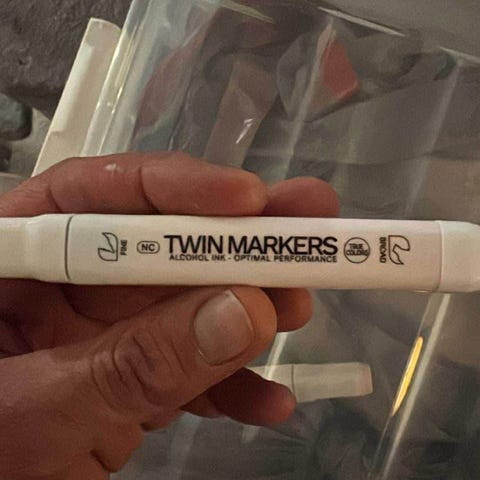 FINE
NC
TWIN MARKERS
ALCOHOL INK - OPTIMAL PERFORMANCE
TRUE
COLORS
BROAD